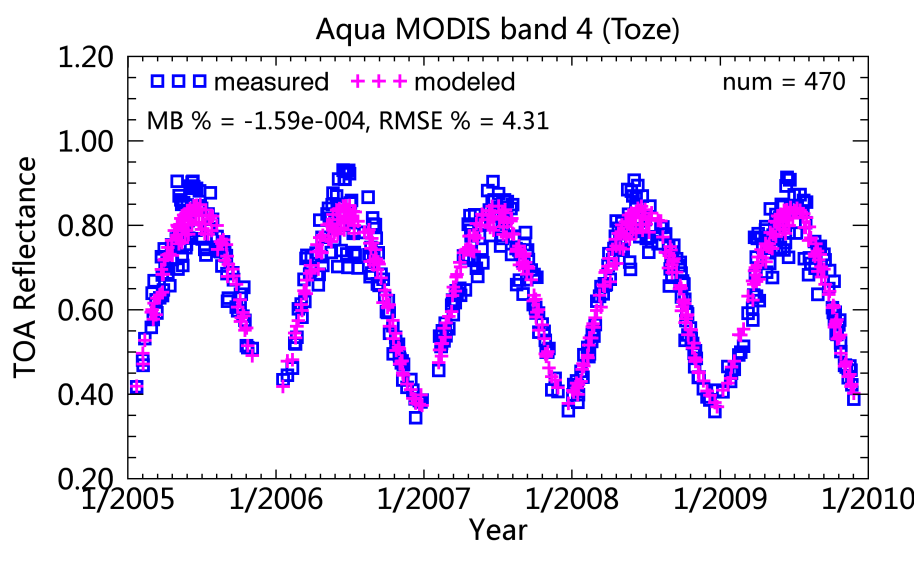 Aqua MODIS band 4 (Toze)
measured modeled num = 470
MB % = -1.59e-004, RMSE % = 4.31
TOA Reflectance
1.20
1.00
0.80
0.60
0.40
0.20
1/2005 1/2006 1/2007 1/2008 1/2009 1/2010
Year